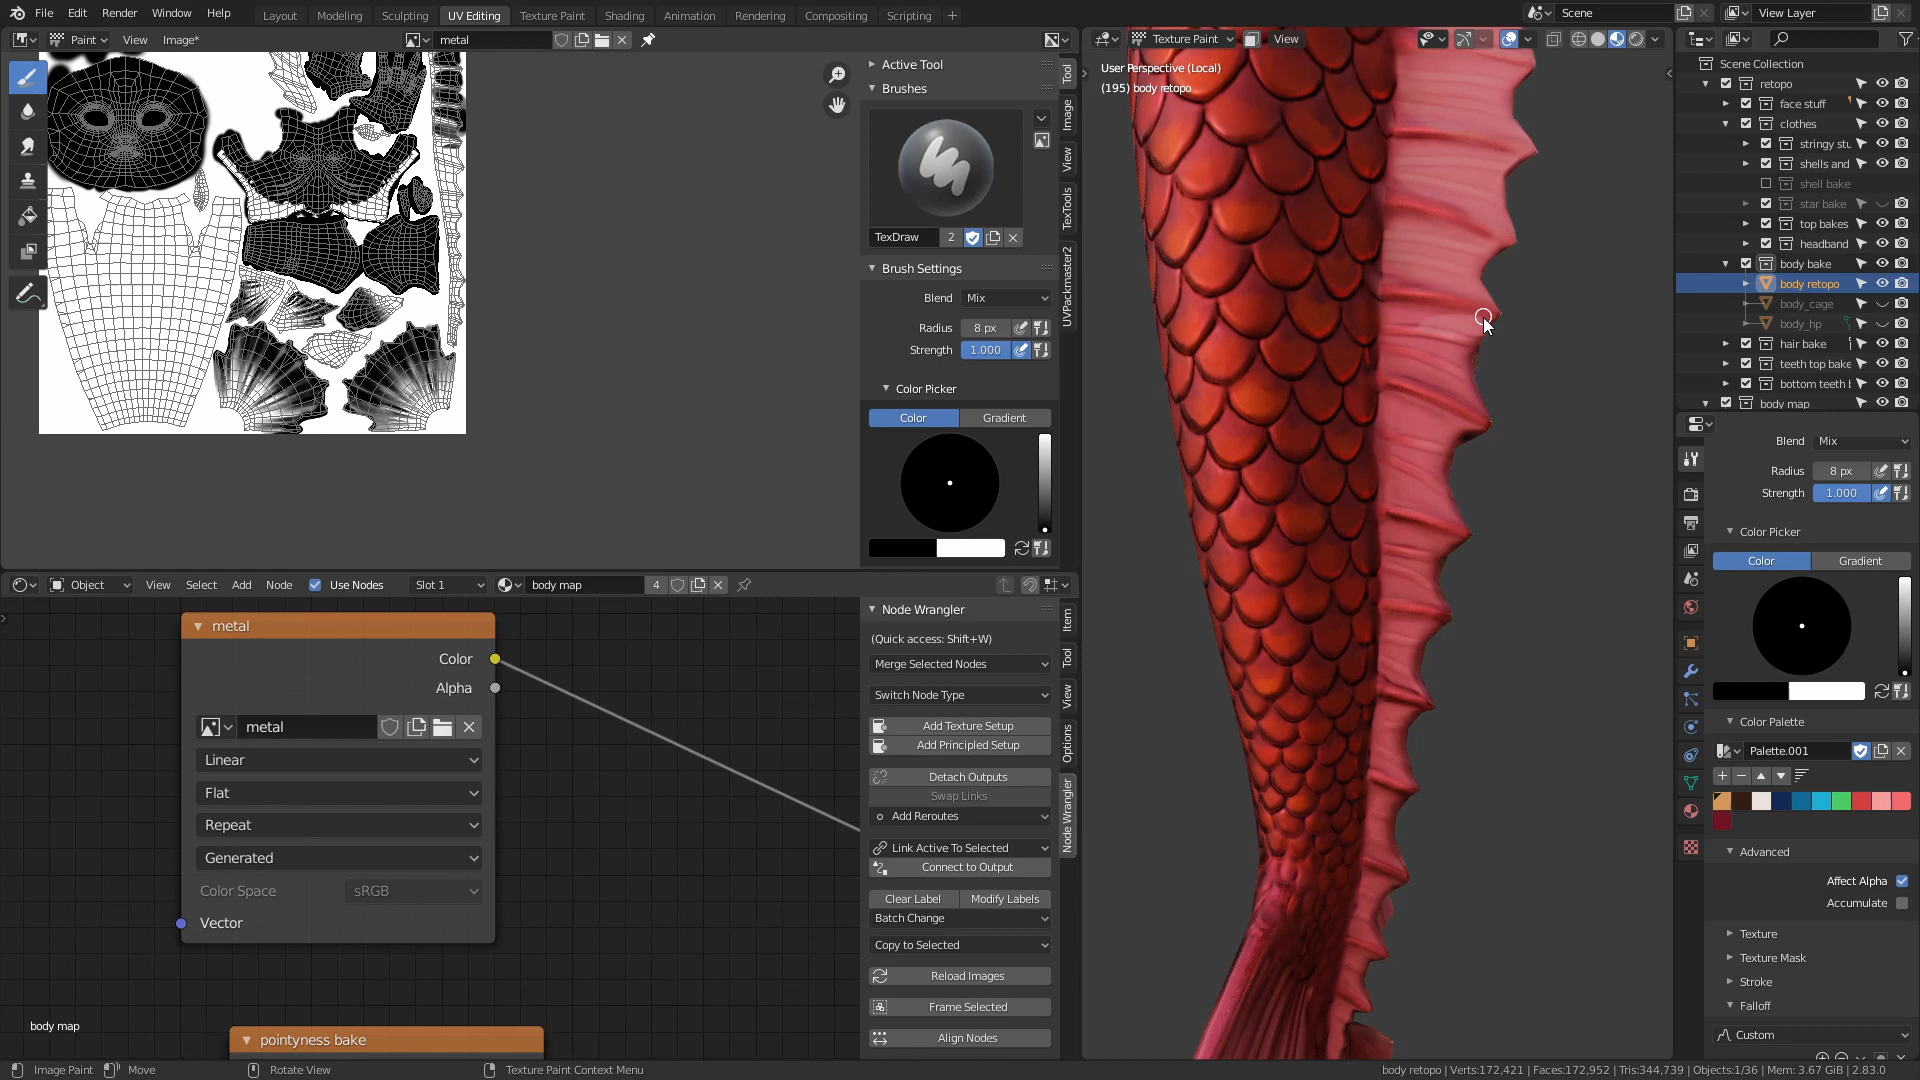 File Edit Render Window Help Layout Modeling Sculpting UV Editing Texture Paint Shading Animation Rendering Compositing Scripting Scene View Layer
Paint View Image* metal
Texture Paint View
User Perspective (Local)
(195) body retopo
Active Tool
Brushes
TexDraw 2
Brush Settings
Blend Mix
Radius 8 px
Strength 1.000
Color Picker
Color Gradient
Tool
Image
View
TexTools
UVPackmaster2
Object View Select Add Node Use Nodes Slot 1 body map 4
metal
Color
Alpha
metal
Linear
Flat
Repeat
Generated
Color Space sRGB
Vector
body map
pointyness bake
Node Wrangler
(Quick access: Shift+W)
Merge Selected Nodes
Switch Node Type
Add Texture Setup
Add Principled Setup
Detach Outputs
Swap Links
Add Reroutes
Link Active To Selected
Connect to Output
Clear Label Modify Labels
Batch Change
Copy to Selected
Reload Images
Frame Selected
Align Nodes
Item
Tool
View
Options
Node Wrangler
Scene Collection
retopo
face stuff
clothes
stringy stu
shells and
shell bake
star bake
top bakes
headband
body bake
body retopo
body_cage
body_hp
hair bake
teeth top bake
bottom teeth
body map
Blend Mix
Radius 8 px
Strength 1.000
Color Picker
Color Gradient
Color Palette
Palette.001
Advanced
Affect Alpha
Accumulate
Texture
Texture Mask
Stroke
Falloff
Custom
Image Paint Move Rotate View Texture Paint Context Menu body retopo | Verts:172,421 | Faces:172,952 | Tris:344,739 | Objects:1/36 | Mem: 3.67 GiB | 2.83.0